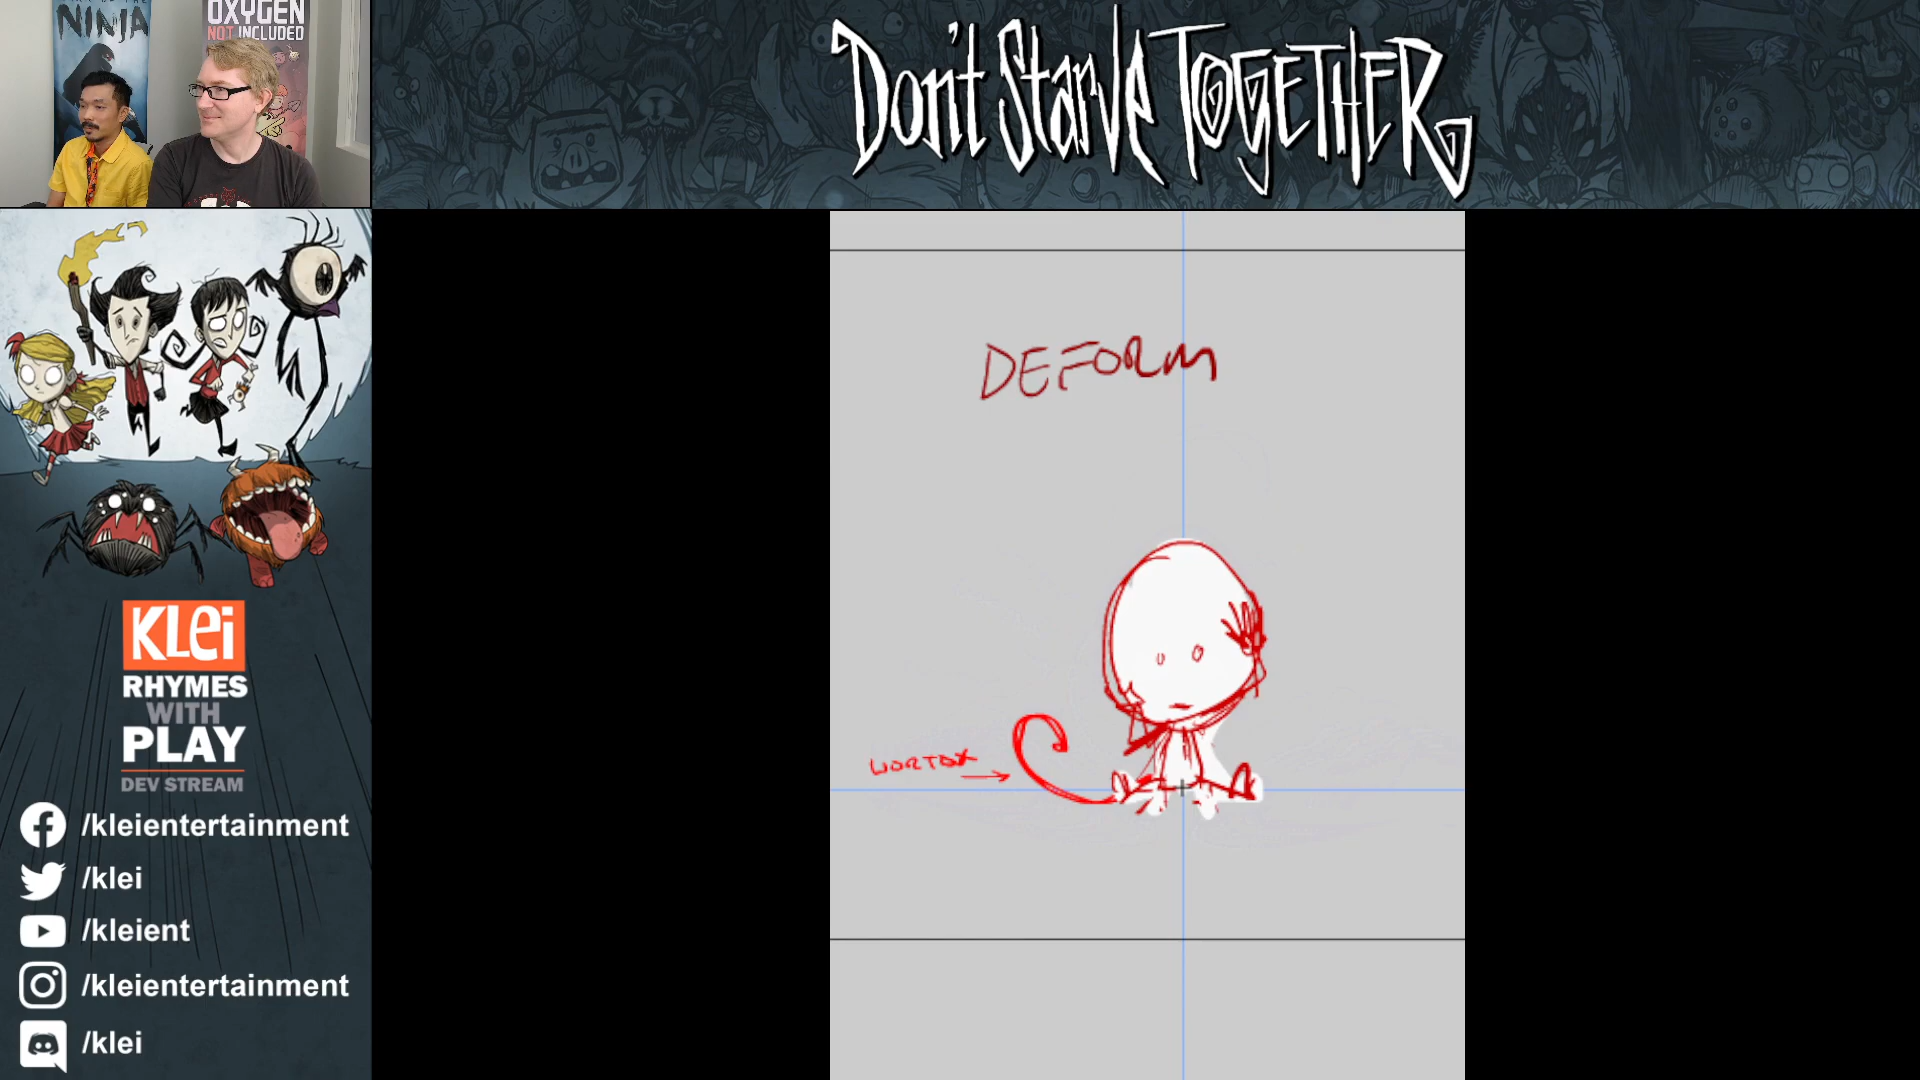 NINJA
OXYGEN
NOT INCLUDED
Don't Starve TOGETHER
DEFORM
WORTOX
Klei
RHYMES
WITH
PLAY
DEV STREAM
/kleientertainment
/klei
/kleient
/kleientertainment
/klei